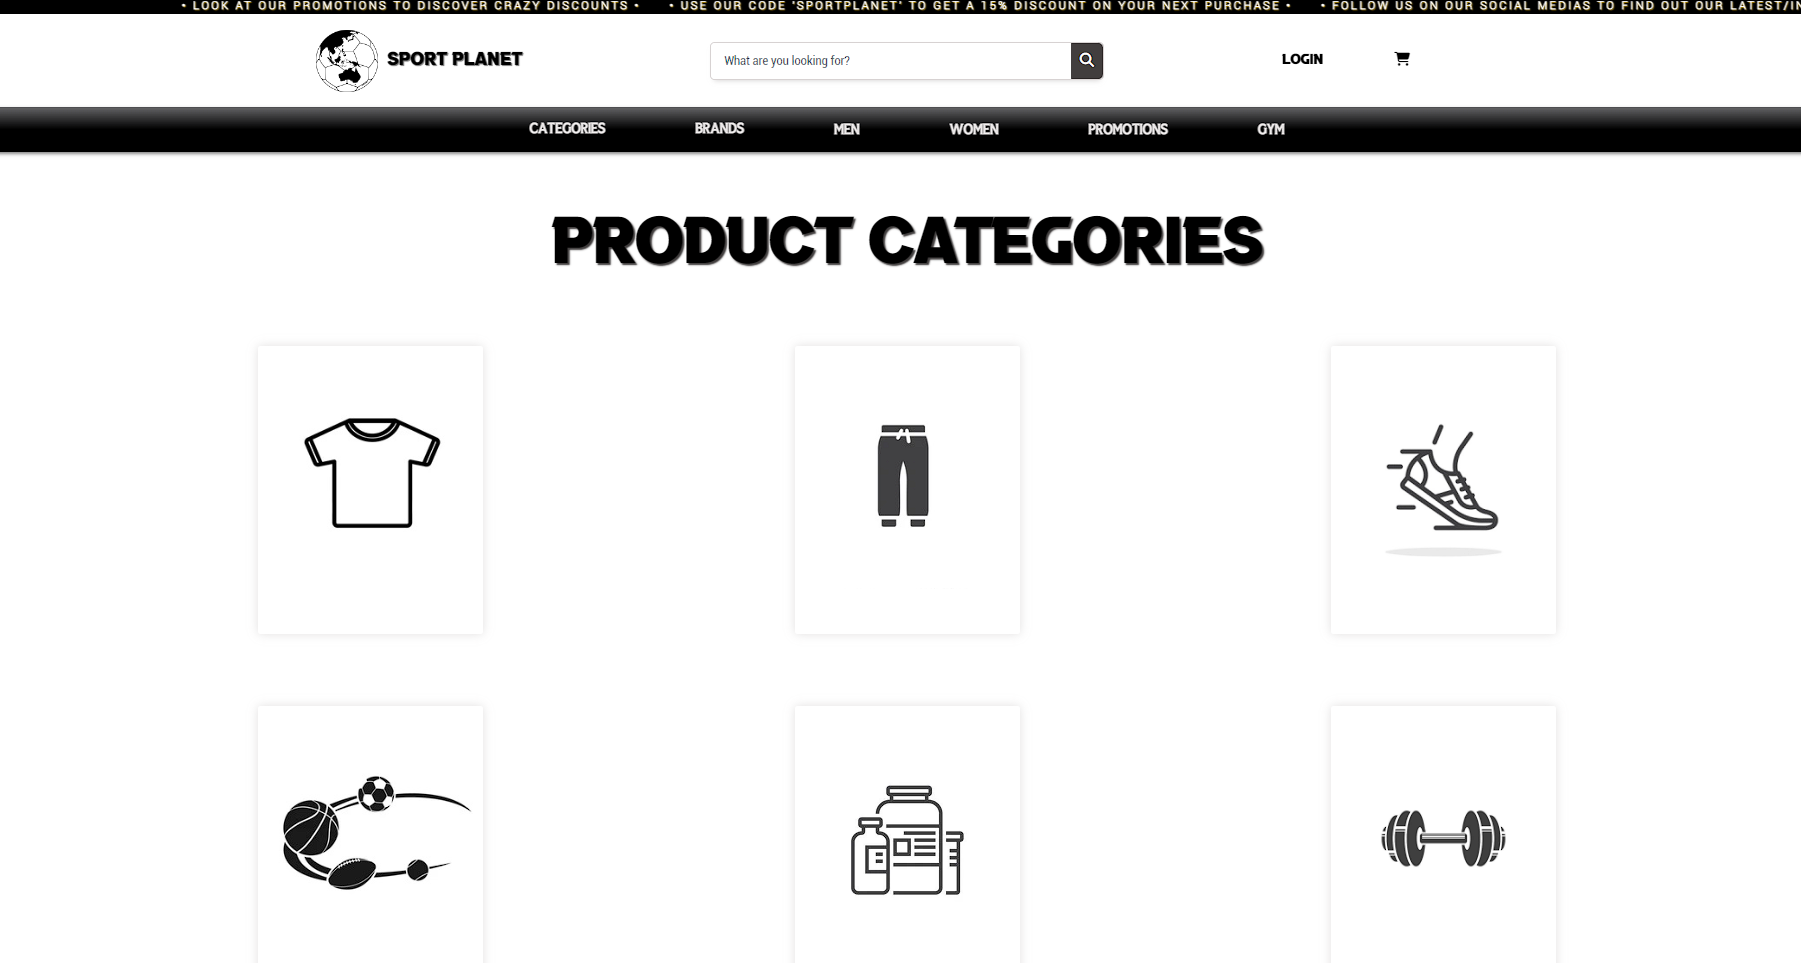 • LOOK AT OUR PROMOTIONS TO DISCOVER CRAZY DISCOUNTS • • USE OUR CODE 'SPORTPLANET' TO GET A 15% DISCOUNT ON YOUR NEXT PURCHASE • • FOLLOW US ON OUR SOCIAL MEDIAS TO FIND OUT OUR LATEST/IN
SPORT PLANET
What are you looking for?
LOGIN
CATEGORIES BRANDS MEN WOMEN PROMOTIONS GYM
PRODUCT CATEGORIES